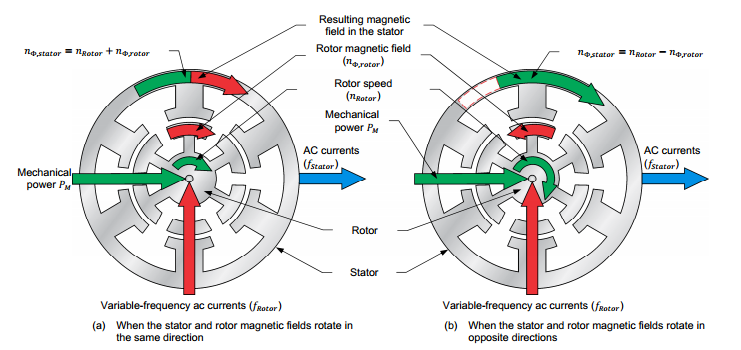 Resulting magnetic
field in the stator
Rotor magnetic field
(n_Φ,rotor)
Rotor speed
(n_Rotor)
Mechanical
power P_M
n_Φ,stator = n_Rotor + n_Φ,rotor
n_Φ,stator = n_Rotor − n_Φ,rotor
Mechanical
power P_M
AC currents
(f_Stator)
AC currents
(f_Stator)
Rotor
Stator
Variable-frequency ac currents (f_Rotor)
(a) When the stator and rotor magnetic fields rotate in
the same direction
Variable-frequency ac currents (f_Rotor)
(b) When the stator and rotor magnetic fields rotate in
opposite directions